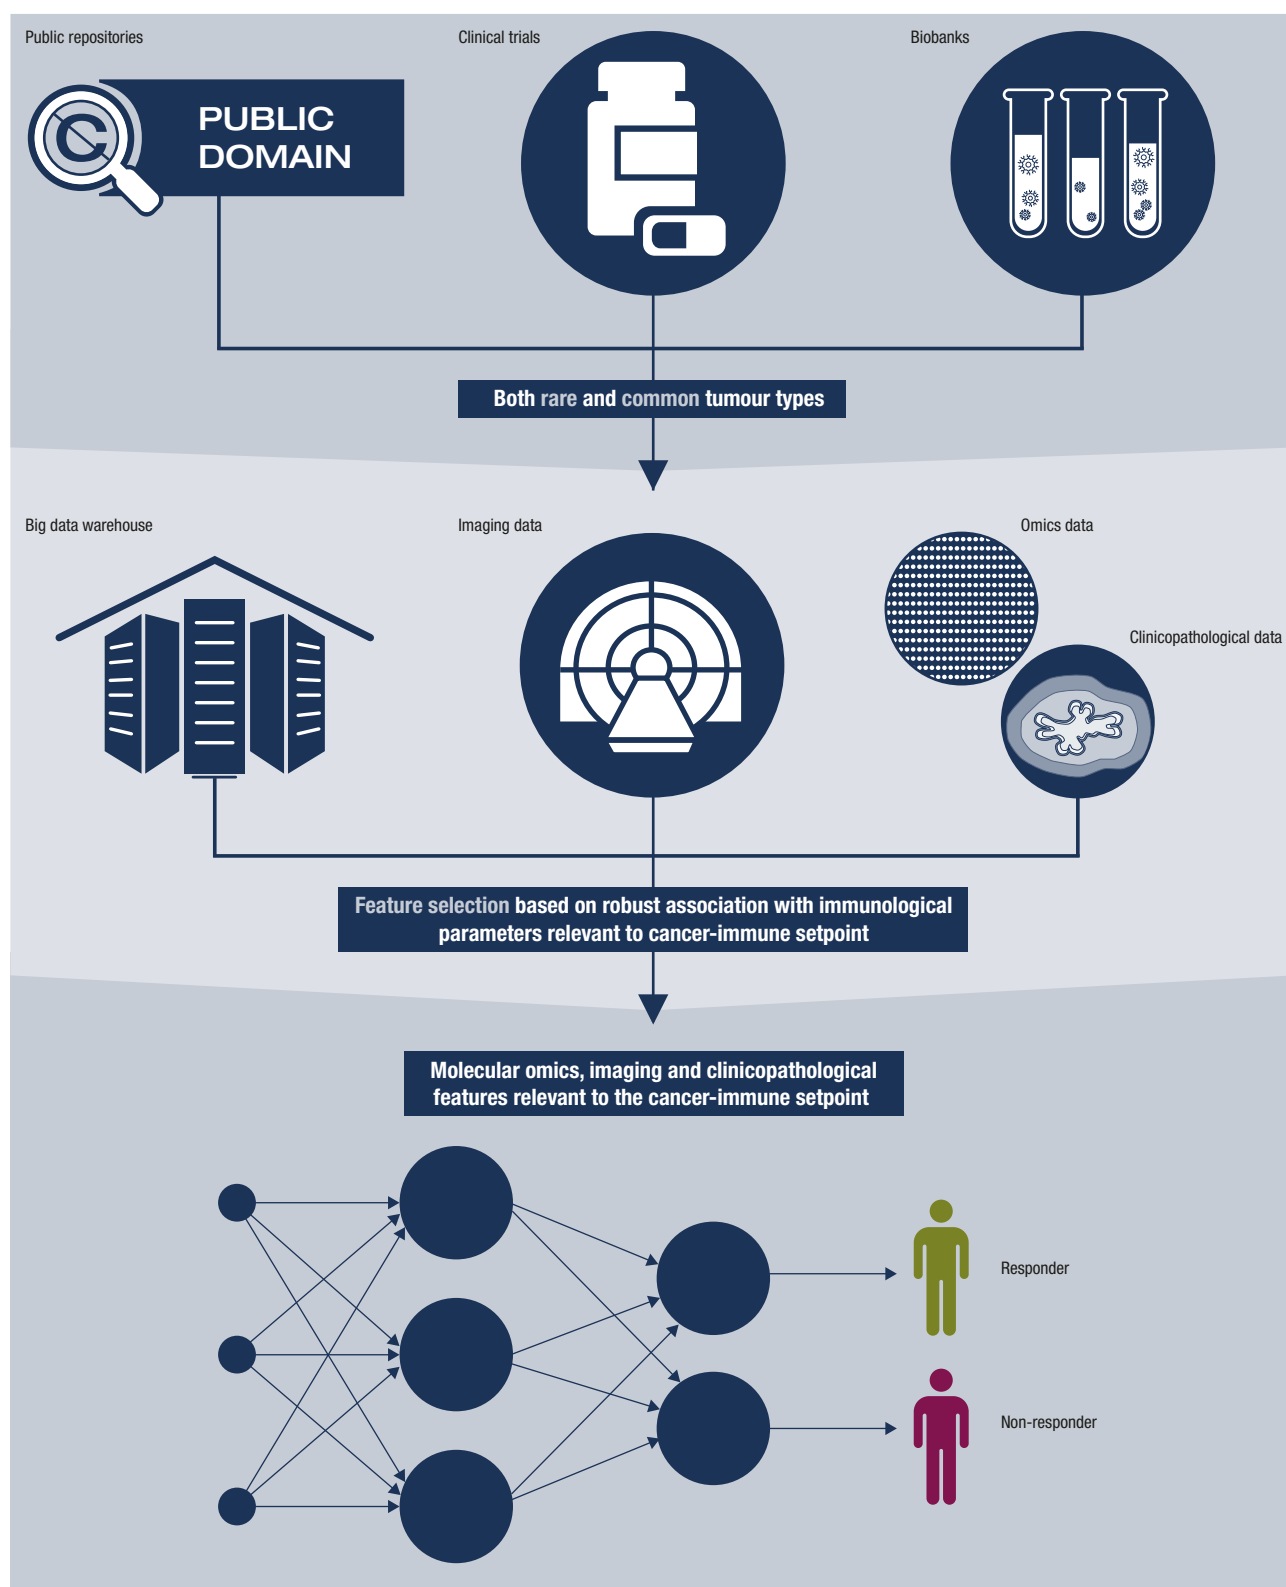 Public repositories
Clinical trials
Biobanks
C
PUBLIC
DOMAIN
Both rare and common tumour types
Big data warehouse
Imaging data
Omics data
Clinicopathological data
Feature selection based on robust association with immunological
parameters relevant to cancer-immune setpoint
Molecular omics, imaging and clinicopathological
features relevant to the cancer-immune setpoint
Responder
Non-responder